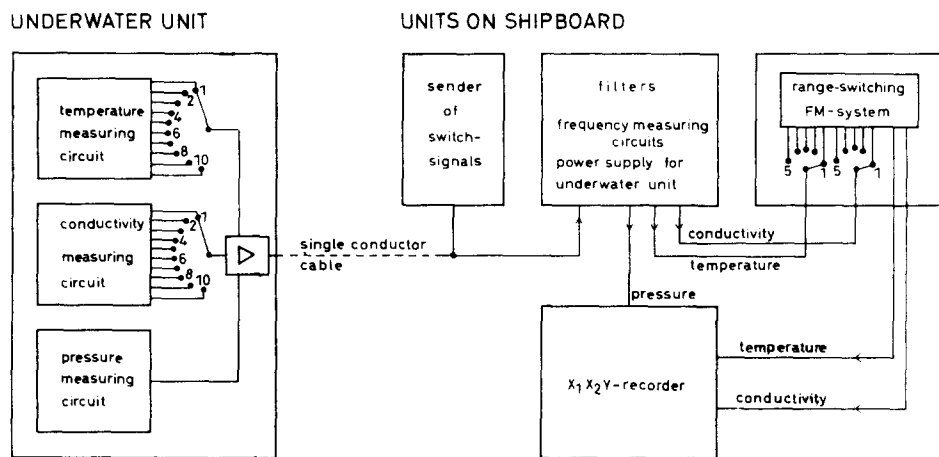 UNDERWATER UNIT
temperature
measuring
circuit
1
2
4
6
8
10
conductivity
measuring
circuit
1
2
4
6
8
10
pressure
measuring
circuit
single conductor
cable
UNITS ON SHIPBOARD
sender
of
switch-
signals
filters
frequency measuring
circuits
power supply for
underwater unit
range-switching
FM-system
5
1
5
1
conductivity
temperature
pressure
X₁ X₂ Y-recorder
temperature
conductivity